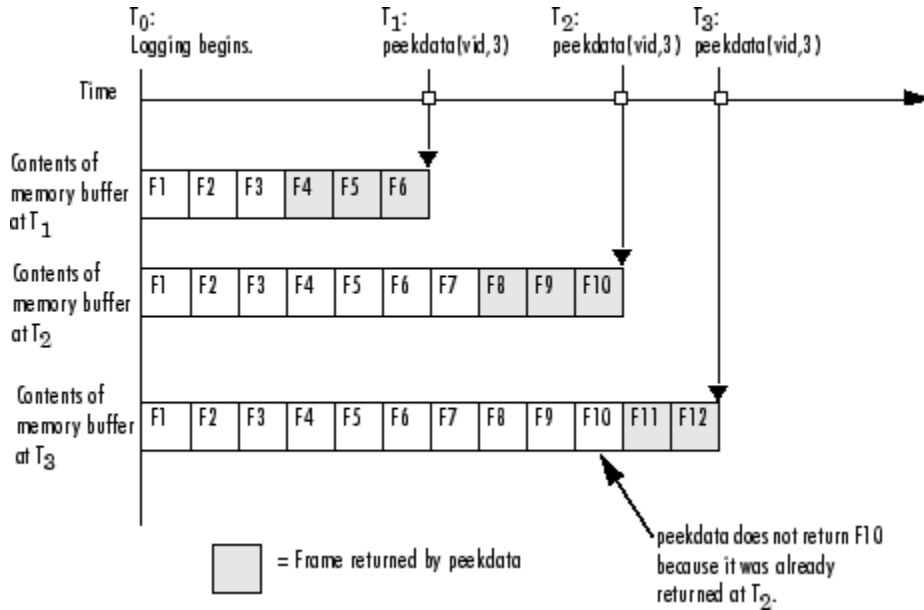 T0:
Logging begins.
T1:
peekdata(vid,3)
T2:
peekdata(vid,3)
T3:
peekdata(vid,3)
Time
Contents of
memory buffer
at T1
F1 F2 F3 F4 F5 F6
Contents of
memory buffer
at T2
F1 F2 F3 F4 F5 F6 F7 F8 F9 F10
Contents of
memory buffer
at T3
F1 F2 F3 F4 F5 F6 F7 F8 F9 F10 F11 F12
= Frame returned by peekdata
peekdata does not return F10
because it was already
returned at T2.